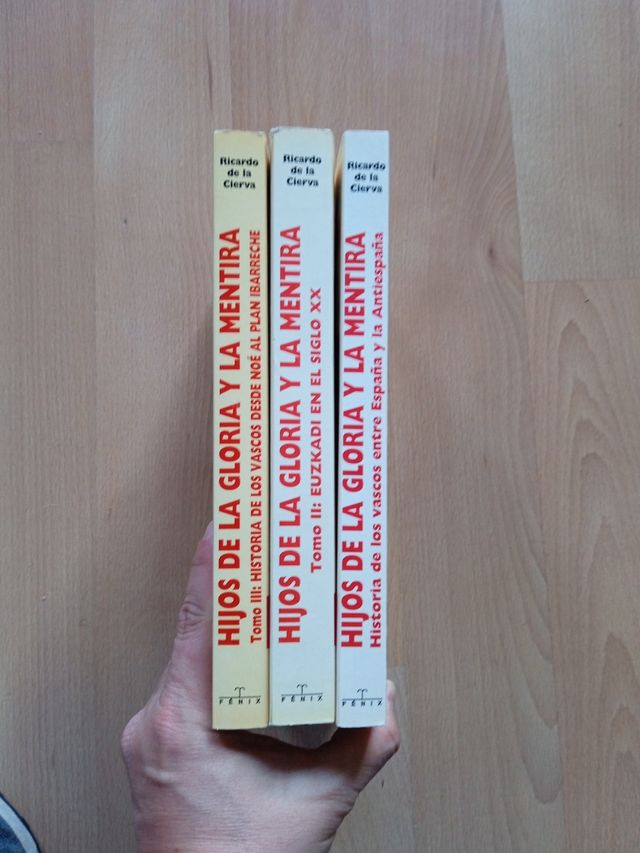 Ricardo
de la
Cierva
HIJOS DE LA GLORIA Y LA MENTIRA
Tomo III: HISTORIA DE LOS VASCOS DESDE NOÉ AL PLAN IBARRECHE
FÉNIX
Ricardo
de la
Cierva
HIJOS DE LA GLORIA Y LA MENTIRA
Tomo II: EUZKADI EN EL SIGLO XX
FÉNIX
Ricardo
de la
Cierva
HIJOS DE LA GLORIA Y LA MENTIRA
Historia de los vascos entre España y la Antiespaña
FÉNIX